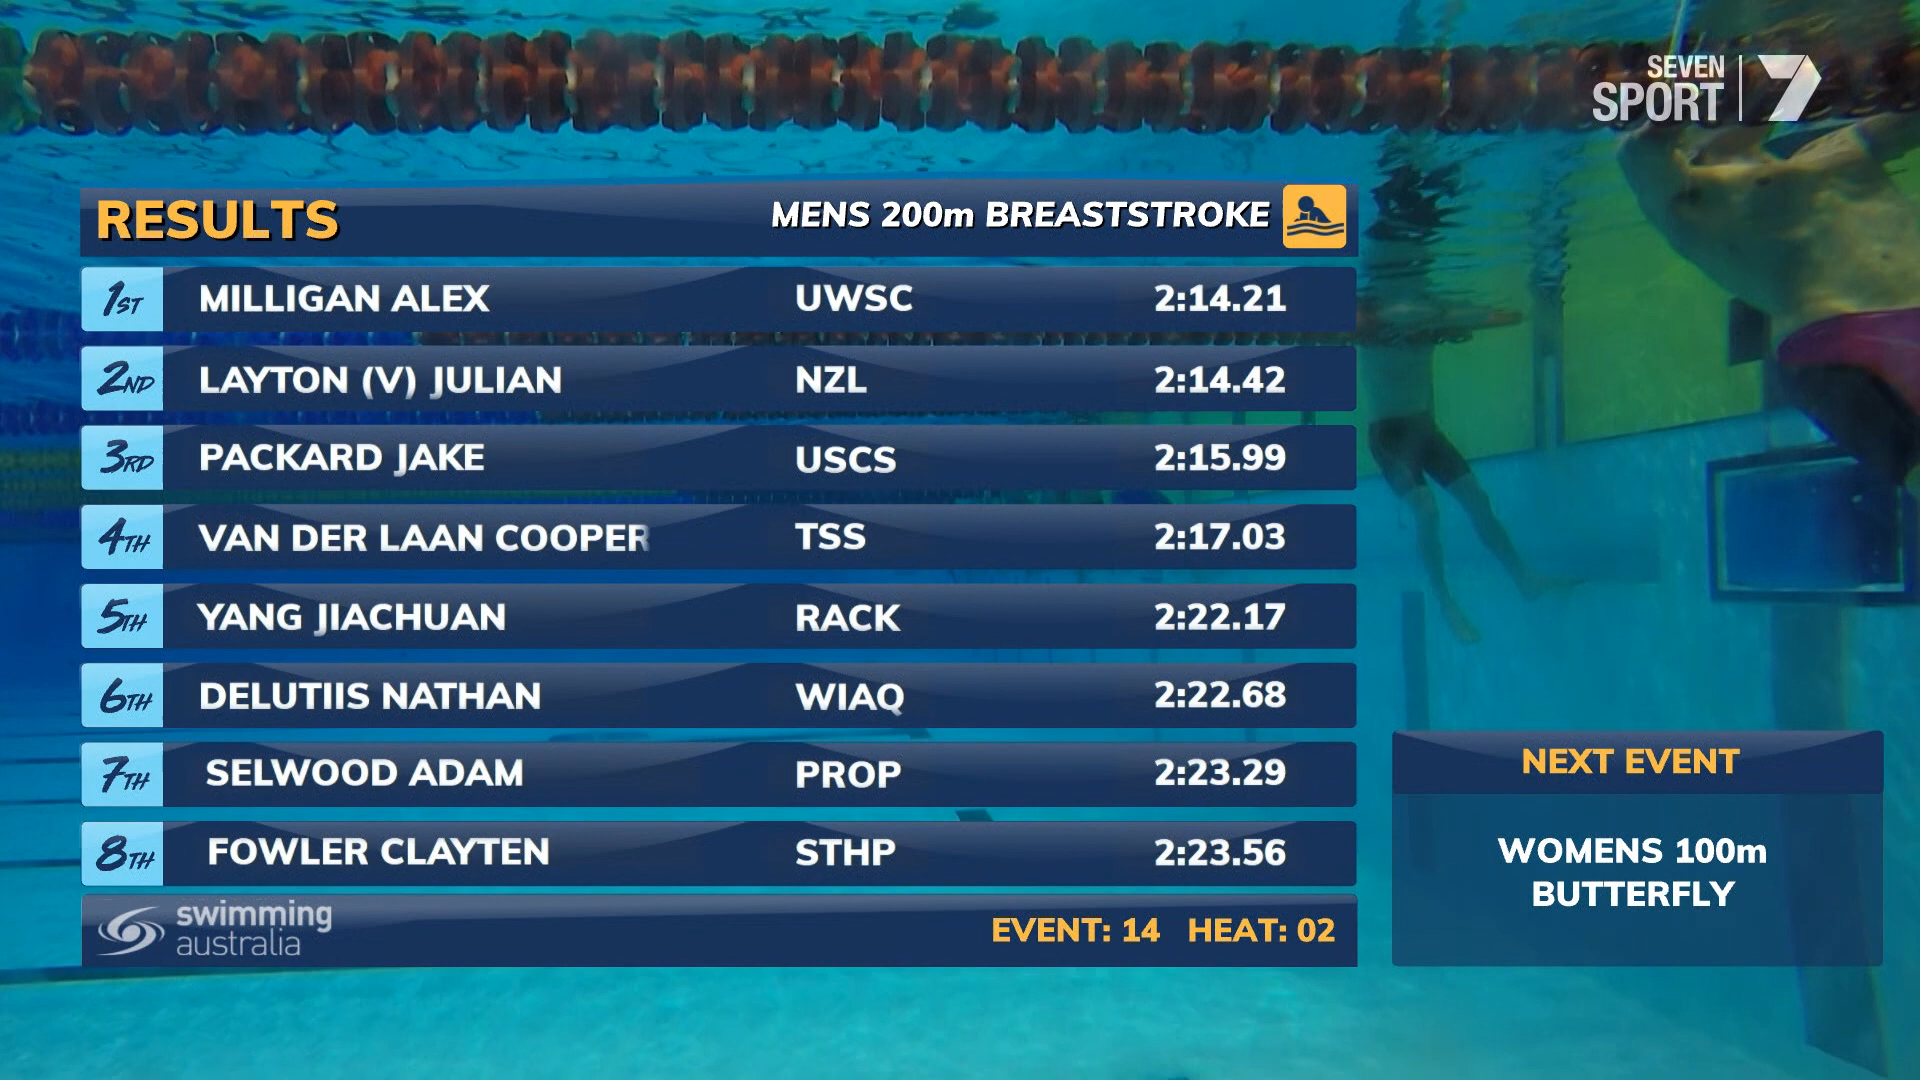 SEVEN
SPORT 7
RESULTS MENS 200m BREASTSTROKE
1ST MILLIGAN ALEX UWSC 2:14.21
2ND LAYTON (V) JULIAN NZL 2:14.42
3RD PACKARD JAKE USCS 2:15.99
4TH VAN DER LAAN COOPER TSS 2:17.03
5TH YANG JIACHUAN RACK 2:22.17
6TH DELUTIIS NATHAN WIAQ 2:22.68
7TH SELWOOD ADAM PROP 2:23.29
8TH FOWLER CLAYTEN STHP 2:23.56
swimming
australia
EVENT: 14 HEAT: 02
NEXT EVENT
WOMENS 100m
BUTTERFLY